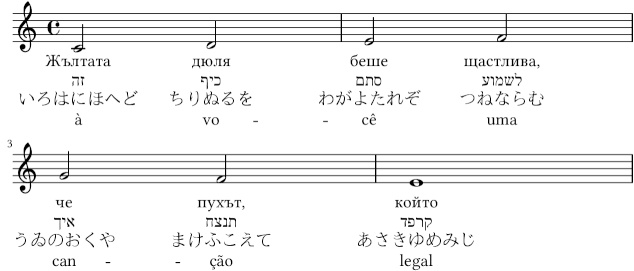 Жълтата дюля беше щастлива,
זה כיף סתם לשמוע
いろはにほへど ちりぬるを わがよたれぞ つねならむ
à vo - - cê uma
3
че пухът, който
איך תנצח קרפד
うゐのおくや まけふこえて あさきゆめみじ
can - - ção legal